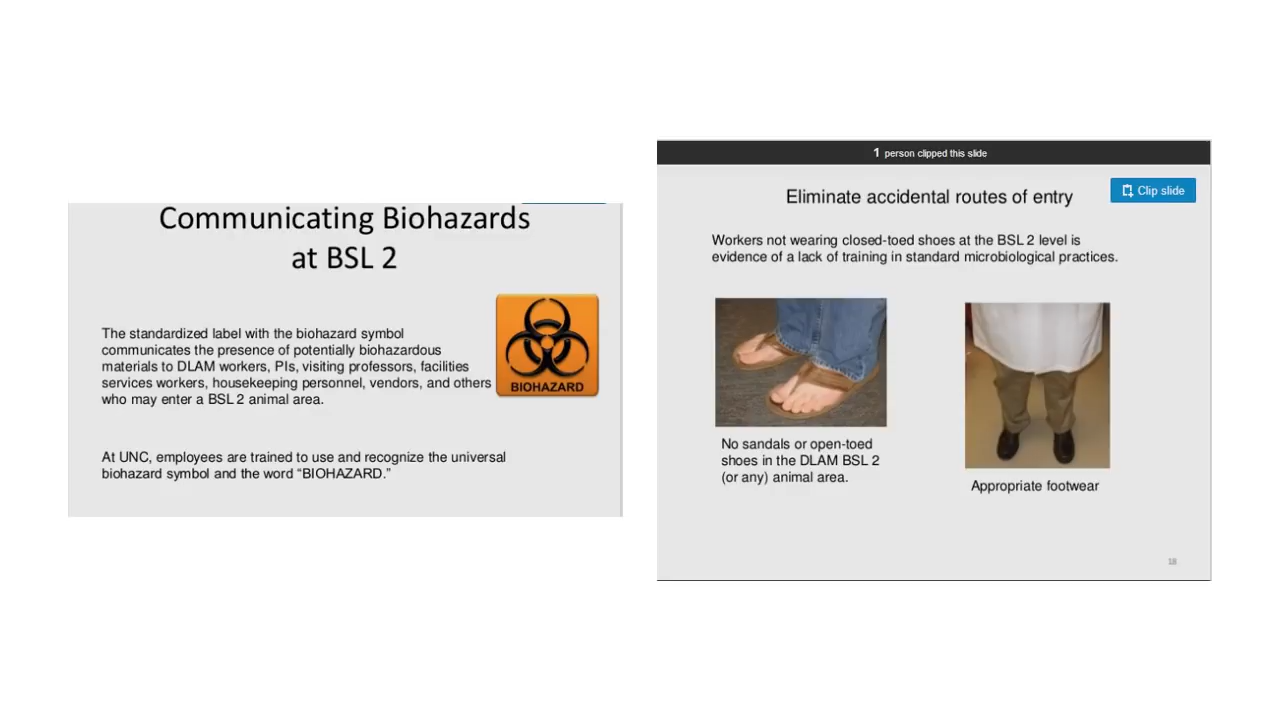 Communicating Biohazards
at BSL 2
The standardized label with the biohazard symbol
communicates the presence of potentially biohazardous
materials to DLAM workers, PIs, visiting professors, facilities
services workers, housekeeping personnel, vendors, and others
who may enter a BSL 2 animal area.
BIOHAZARD
At UNC, employees are trained to use and recognize the universal
biohazard symbol and the word “BIOHAZARD.”
1 person clipped this slide
Clip slide
Eliminate accidental routes of entry
Workers not wearing closed-toed shoes at the BSL 2 level is
evidence of a lack of training in standard microbiological practices.
No sandals or open-toed
shoes in the DLAM BSL 2
(or any) animal area.
Appropriate footwear
18